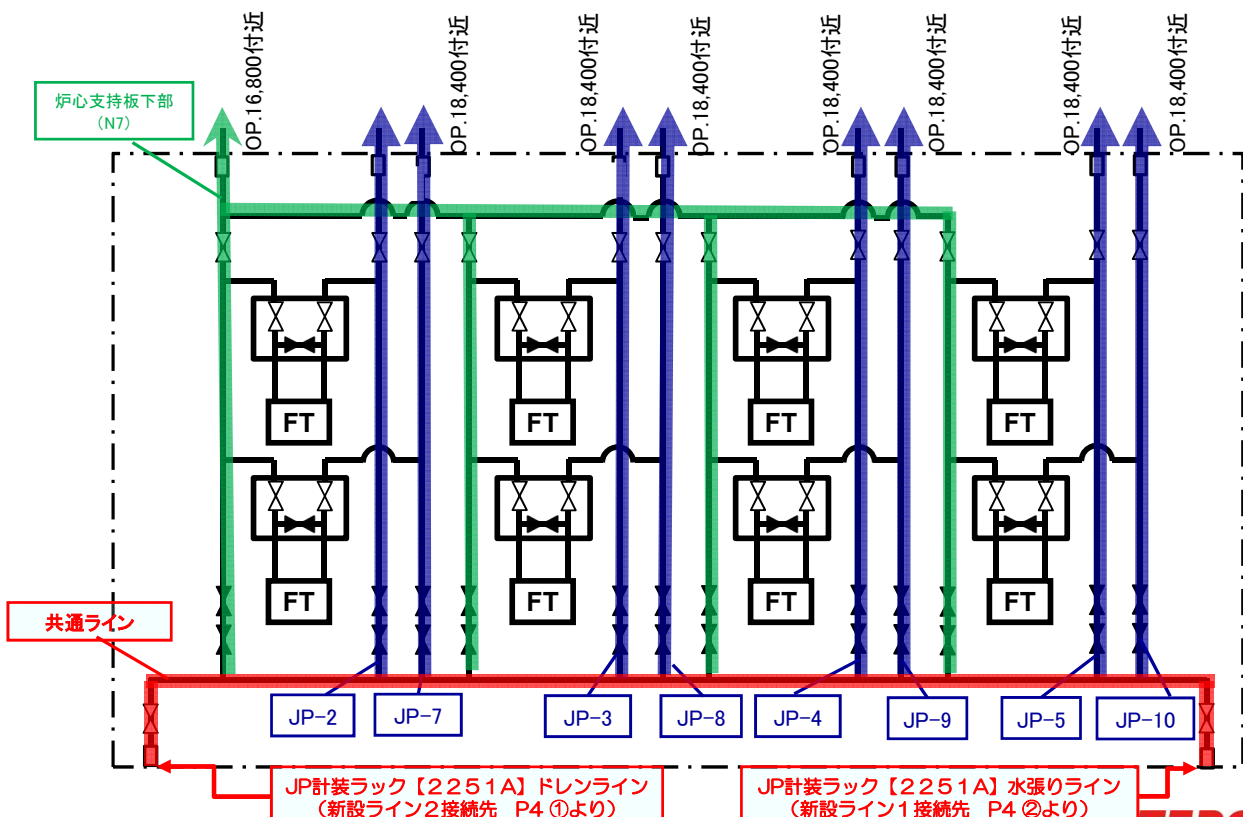 OP.16,800付近
OP.18,400付近
OP.18,400付近
OP.18,400付近
OP.18,400付近
OP.18,400付近
OP.18,400付近
OP.18,400付近
炉心支持板下部
(N7)
FT
FT
FT
FT
FT
FT
FT
FT
共通ライン
JP-2
JP-7
JP-3
JP-8
JP-4
JP-9
JP-5
JP-10
JP計装ラック【2251A】ドレンライン
(新設ライン2接続先 P4 ①より)
JP計装ラック【2251A】水張りライン
(新設ライン1接続先 P4 ②より)